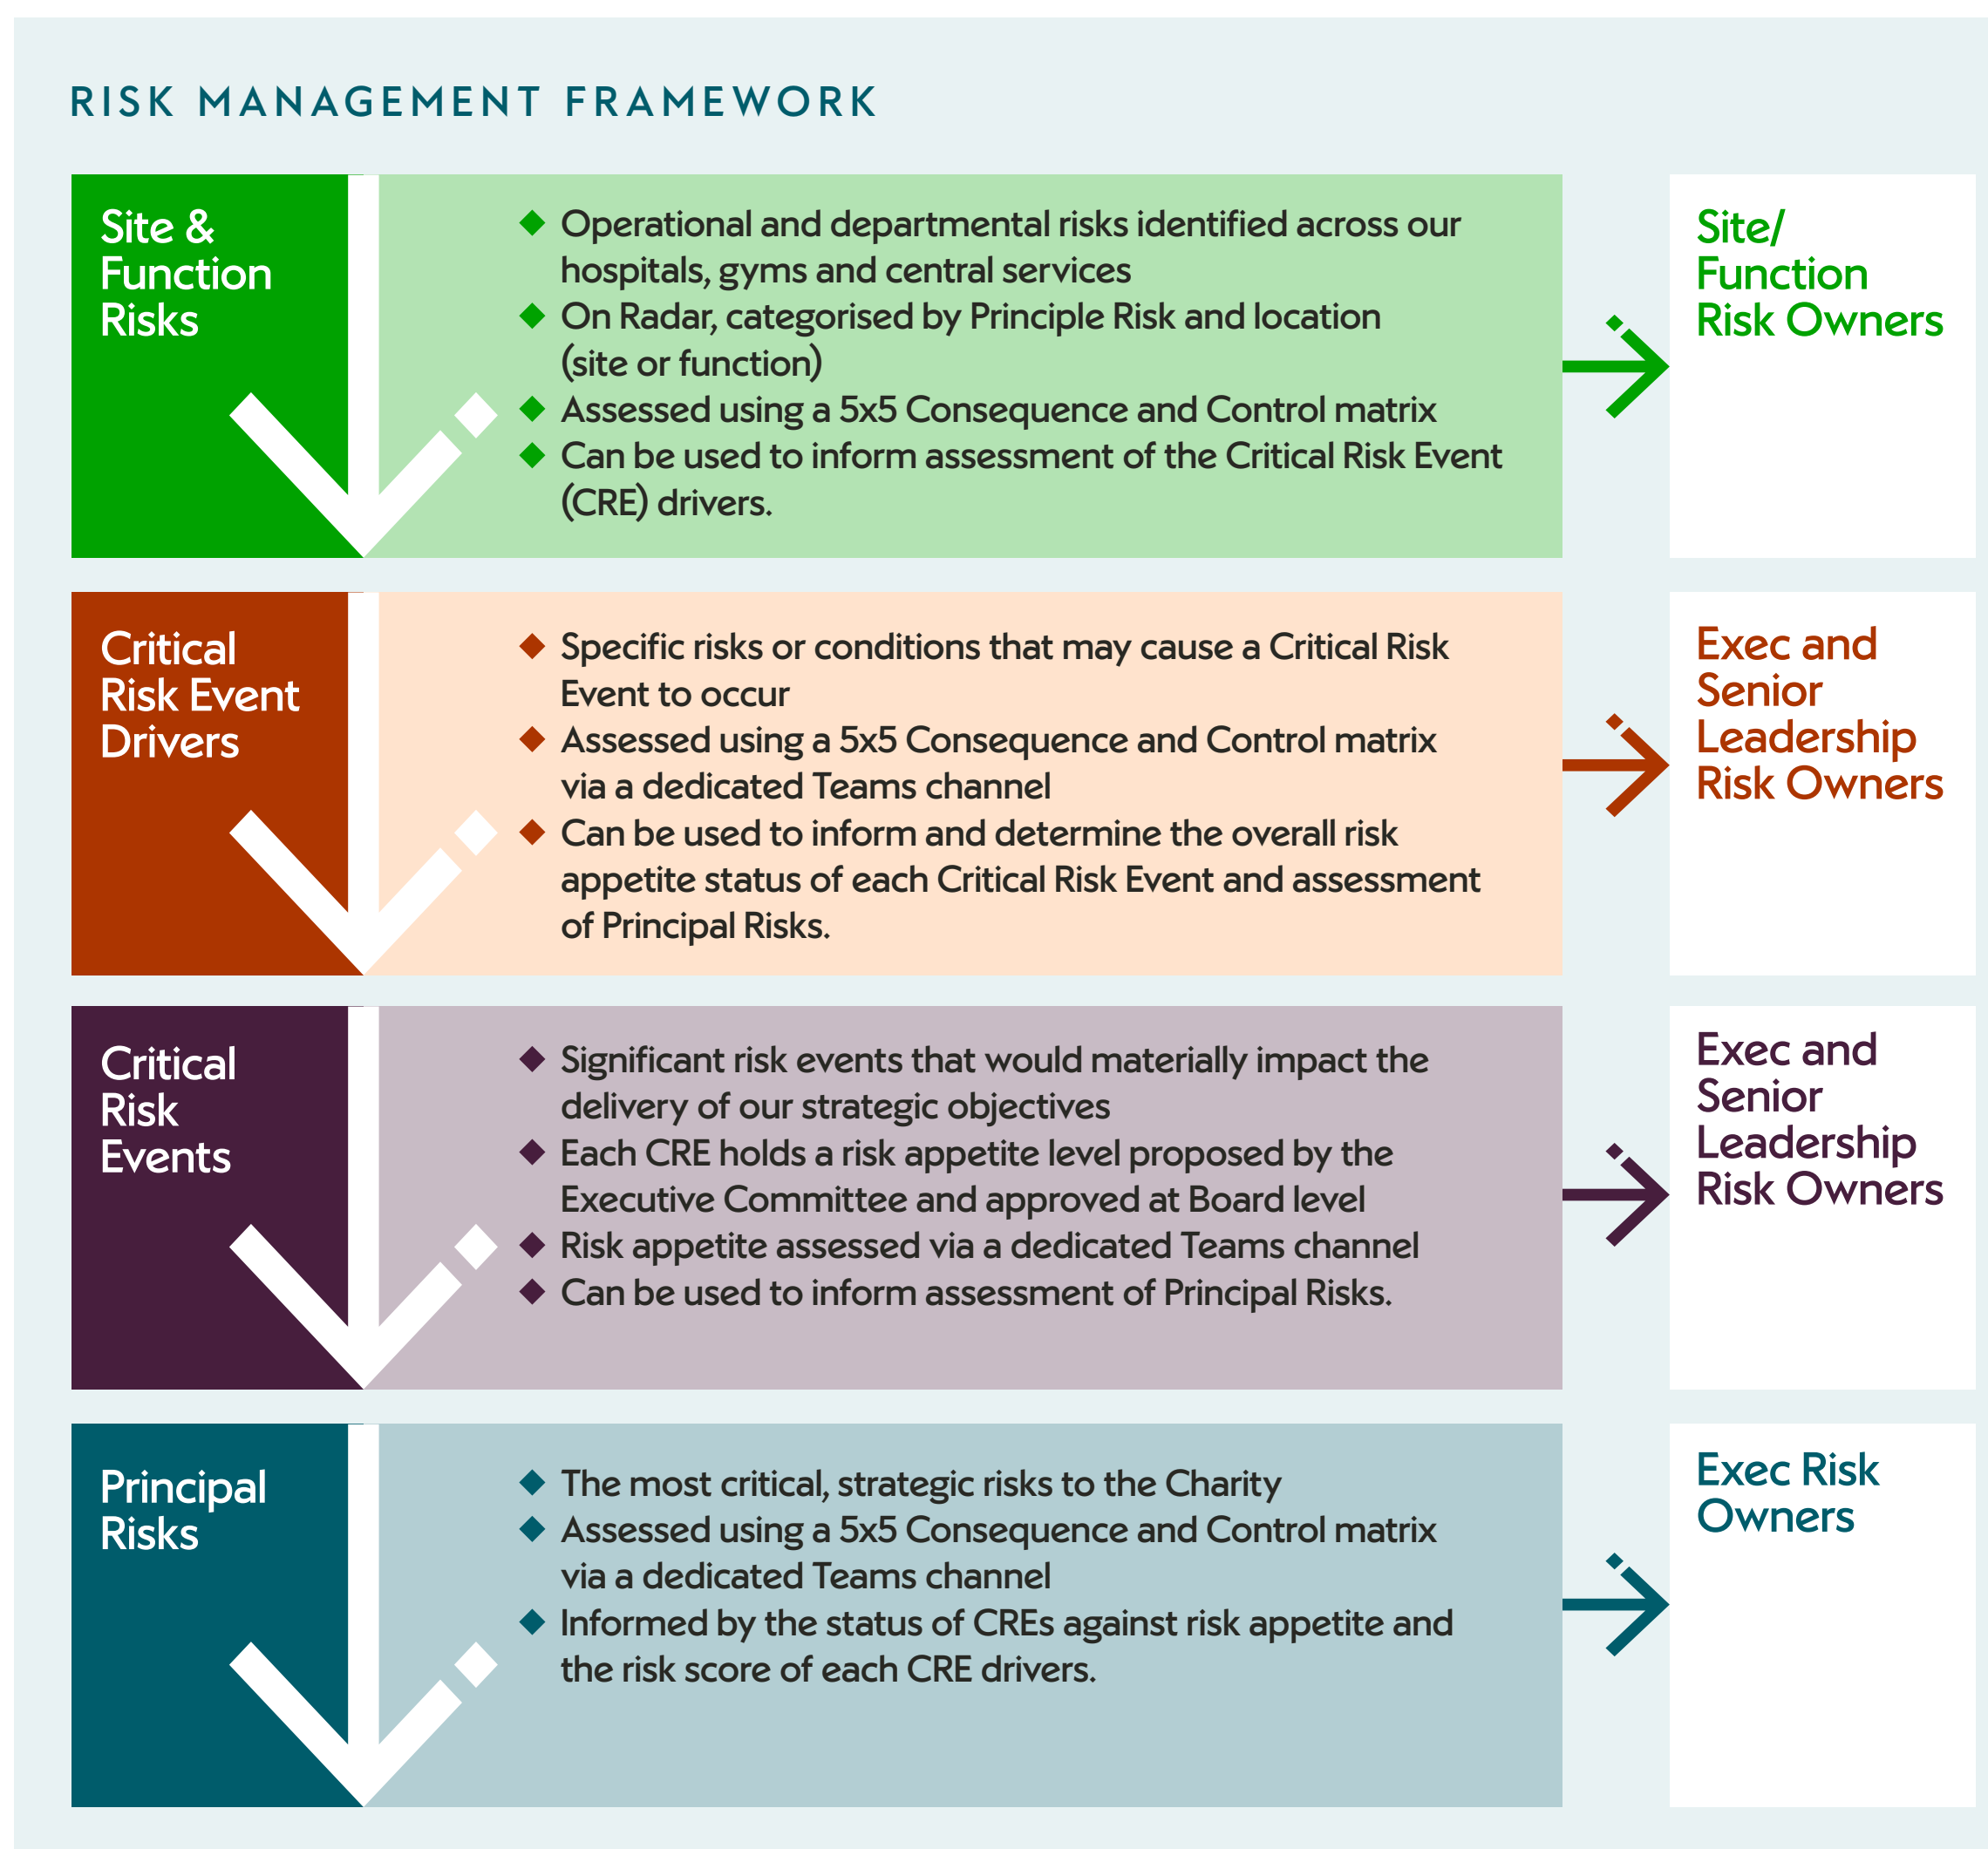 RISK MANAGEMENT FRAMEWORK
Site &
Function
Risks
Operational and departmental risks identified across our
hospitals, gyms and central services
On Radar, categorised by Principle Risk and location
(site or function)
Assessed using a 5x5 Consequence and Control matrix
Can be used to inform assessment of the Critical Risk Event
(CRE) drivers.
Site/
Function
Risk Owners
Critical
Risk Event
Drivers
Specific risks or conditions that may cause a Critical Risk
Event to occur
Assessed using a 5x5 Consequence and Control matrix
via a dedicated Teams channel
Can be used to inform and determine the overall risk
appetite status of each Critical Risk Event and assessment
of Principal Risks.
Exec and
Senior
Leadership
Risk Owners
Critical
Risk
Events
Significant risk events that would materially impact the
delivery of our strategic objectives
Each CRE holds a risk appetite level proposed by the
Executive Committee and approved at Board level
Risk appetite assessed via a dedicated Teams channel
Can be used to inform assessment of Principal Risks.
Exec and
Senior
Leadership
Risk Owners
Principal
Risks
The most critical, strategic risks to the Charity
Assessed using a 5x5 Consequence and Control matrix
via a dedicated Teams channel
Informed by the status of CREs against risk appetite and
the risk score of each CRE drivers.
Exec Risk
Owners